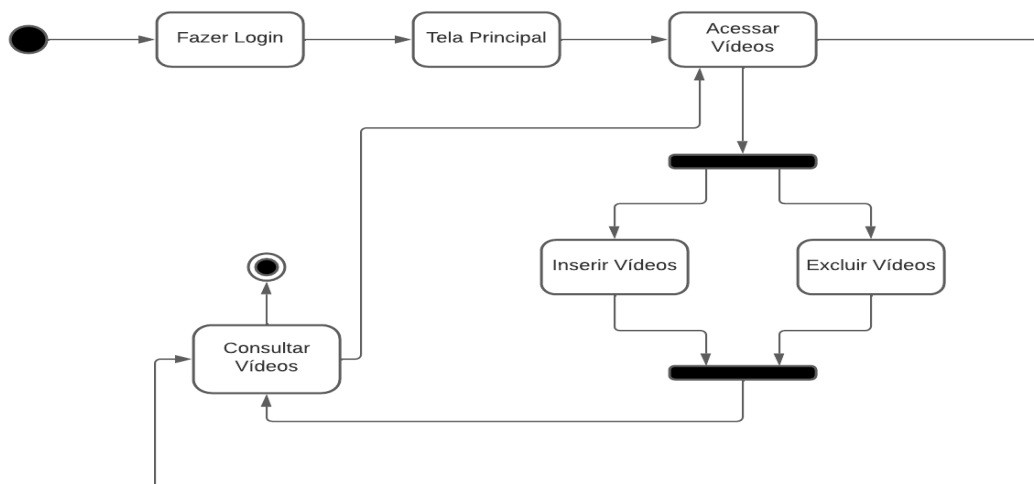 Fazer Login
Tela Principal
Acessar
Vídeos
Inserir Vídeos
Excluir Vídeos
Consultar
Vídeos